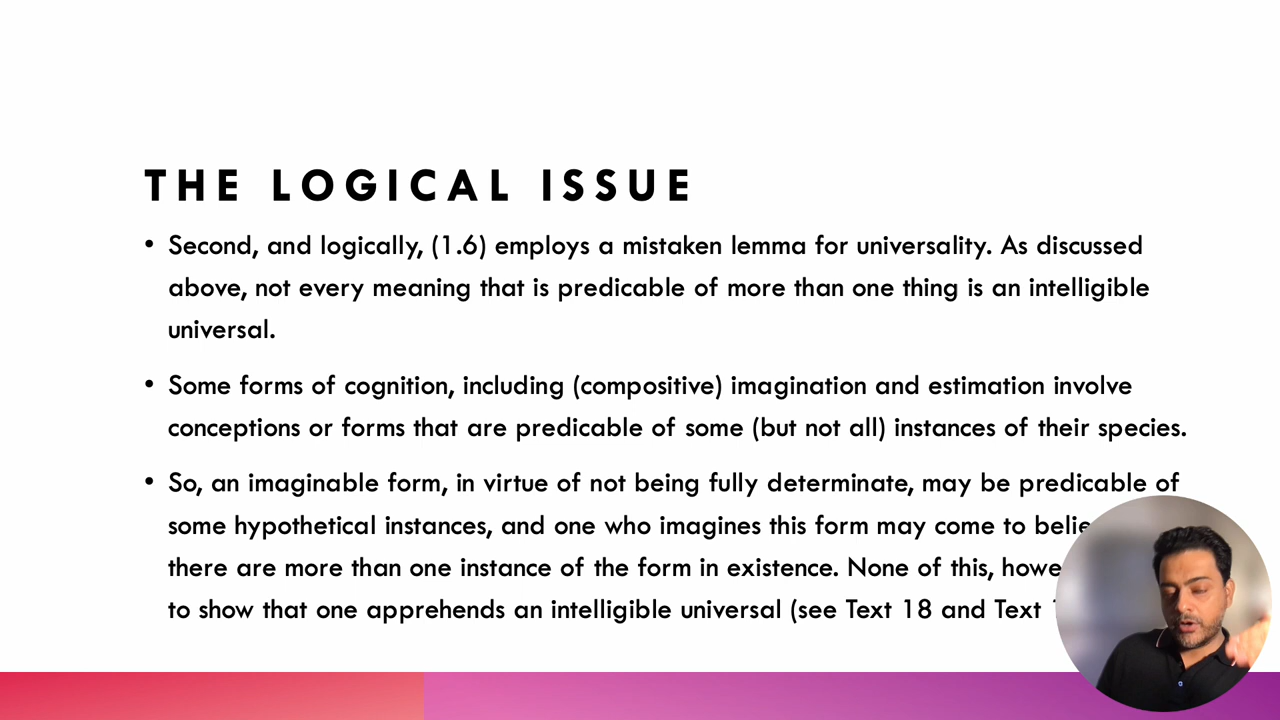 THE LOGICAL ISSUE
• Second, and logically, (1.6) employs a mistaken lemma for universality. As discussed
above, not every meaning that is predicable of more than one thing is an intelligible
universal.
• Some forms of cognition, including (compositive) imagination and estimation involve
conceptions or forms that are predicable of some (but not all) instances of their species.
• So, an imaginable form, in virtue of not being fully determinate, may be predicable of
some hypothetical instances, and one who imagines this form may come to
there are more than one instance of the form in existence. None of this,
to show that one apprehends an intelligible universal (see Text 18 and Text